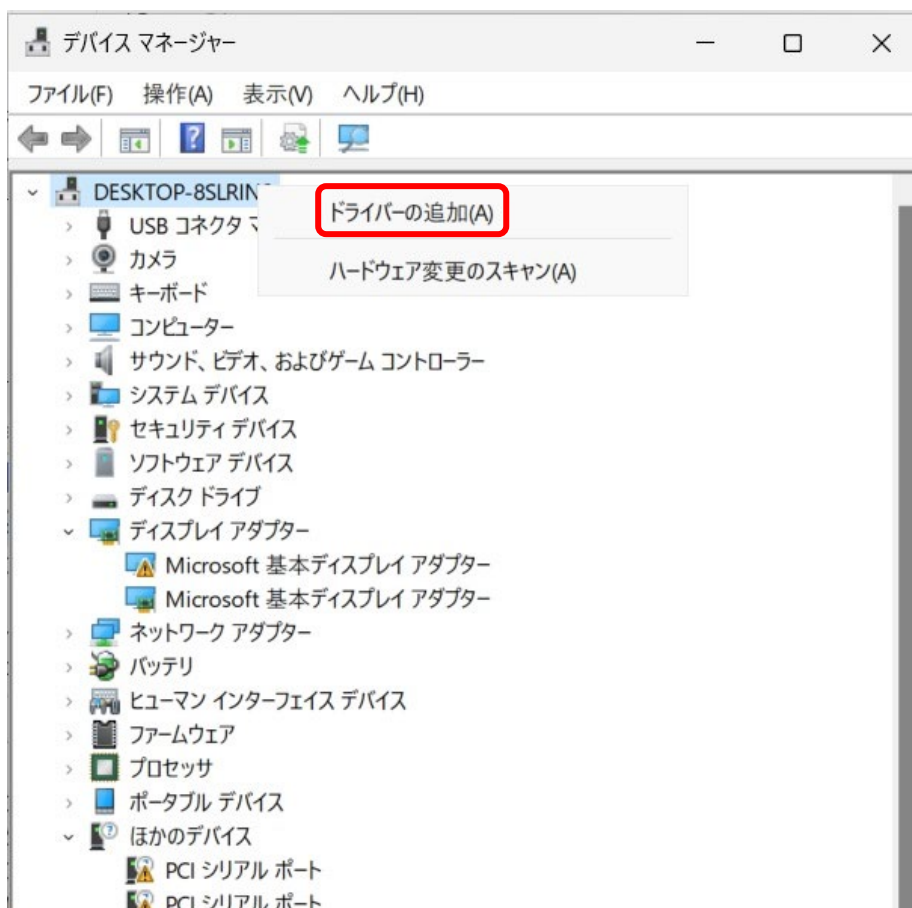 デバイス マネージャー
ファイル(F) 操作(A) 表示(V) ヘルプ(H)
DESKTOP-8SLRIN
ドライバーの追加(A)
USB コネクタ
ハードウェア変更のスキャン(A)
カメラ
キーボード
コンピューター
サウンド、ビデオ、およびゲーム コントローラー
システム デバイス
セキュリティ デバイス
ソフトウェア デバイス
ディスク ドライブ
ディスプレイ アダプター
Microsoft 基本ディスプレイ アダプター
Microsoft 基本ディスプレイ アダプター
ネットワーク アダプター
バッテリ
ヒューマン インターフェイス デバイス
ファームウェア
プロセッサ
ポータブル デバイス
ほかのデバイス
PCI シリアル ポート
PCI シリアル ポート